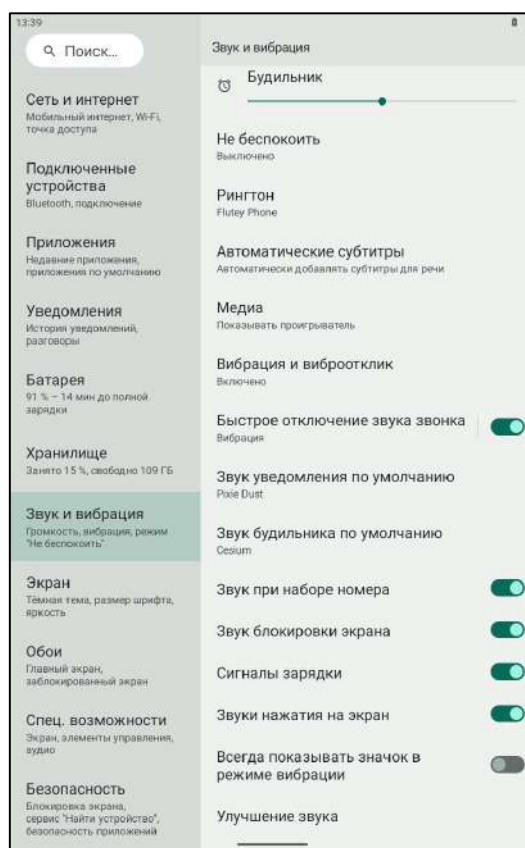 13:39
Поиск...
Сеть и интернет
Мобильный интернет, Wi-Fi,
точка доступа
Подключенные
устройства
Bluetooth, подключение
Приложения
Недавние приложения,
приложения по умолчанию
Уведомления
История уведомлений,
разговоры
Батарея
91 % – 14 мин до полной
зарядки
Хранилище
Занято 15 %, свободно 109 ГБ
Звук и вибрация
Громкость, вибрация, режим
"Не беспокоить"
Экран
Тёмная тема, размер шрифта,
яркость
Обои
Главный экран,
заблокированный экран
Спец. возможности
Экран, элементы управления,
аудио
Безопасность
Блокировка экрана,
сервис "Найти устройство",
безопасность приложений
Звук и вибрация
Будильник
Не беспокоить
Выключено
Рингтон
Flutey Phone
Автоматические субтитры
Автоматически добавлять субтитры для речи
Медиа
Показывать проигрыватель
Вибрация и виброотклик
Включено
Быстрое отключение звука звонка
Вибрация
Звук уведомления по умолчанию
Pixie Dust
Звук будильника по умолчанию
Cesium
Звук при наборе номера
Звук блокировки экрана
Сигналы зарядки
Звуки нажатия на экран
Всегда показывать значок в
режиме вибрации
Улучшение звука